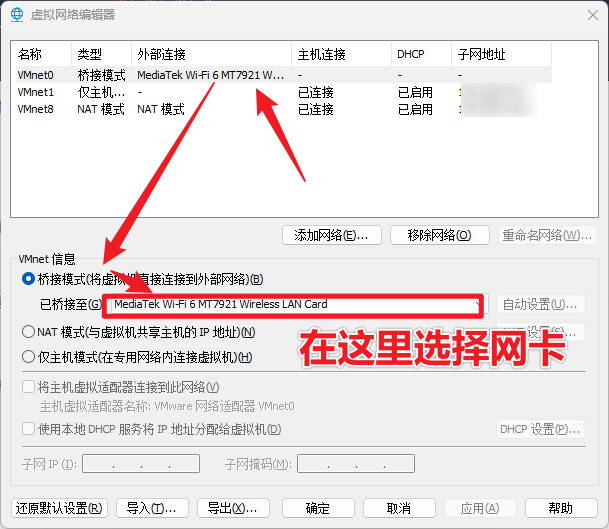 虚拟网络编辑器
名称 类型 外部连接 主机连接 DHCP 子网地址
VMnet0 桥接模式 MediaTek Wi-Fi 6 MT7921 W... - - -
VMnet1 仅主机... - 已连接 已启用
VMnet8 NAT 模式 NAT 模式 已连接 已启用
添加网络(E)... 移除网络(O) 重命名网络(W)...
VMnet 信息
桥接模式(将虚拟机直接连接到外部网络)(B)
已桥接至(G) MediaTek Wi-Fi 6 MT7921 Wireless LAN Card 自动设置(U)...
NAT 模式(与虚拟机共享主机的 IP 地址)(N)
在这里选择网卡
仅主机模式(在专用网络内连接虚拟机)(H)
将主机虚拟适配器连接到此网络(V)
主机虚拟适配器名称: VMware 网络适配器 VMnet0
使用本地 DHCP 服务将 IP 地址分配给虚拟机(D) DHCP 设置(P)...
子网 IP (I): . . . 子网掩码(M): . . .
还原默认设置(R) 导入(T)... 导出(X)... 确定 取消 应用(A) 帮助